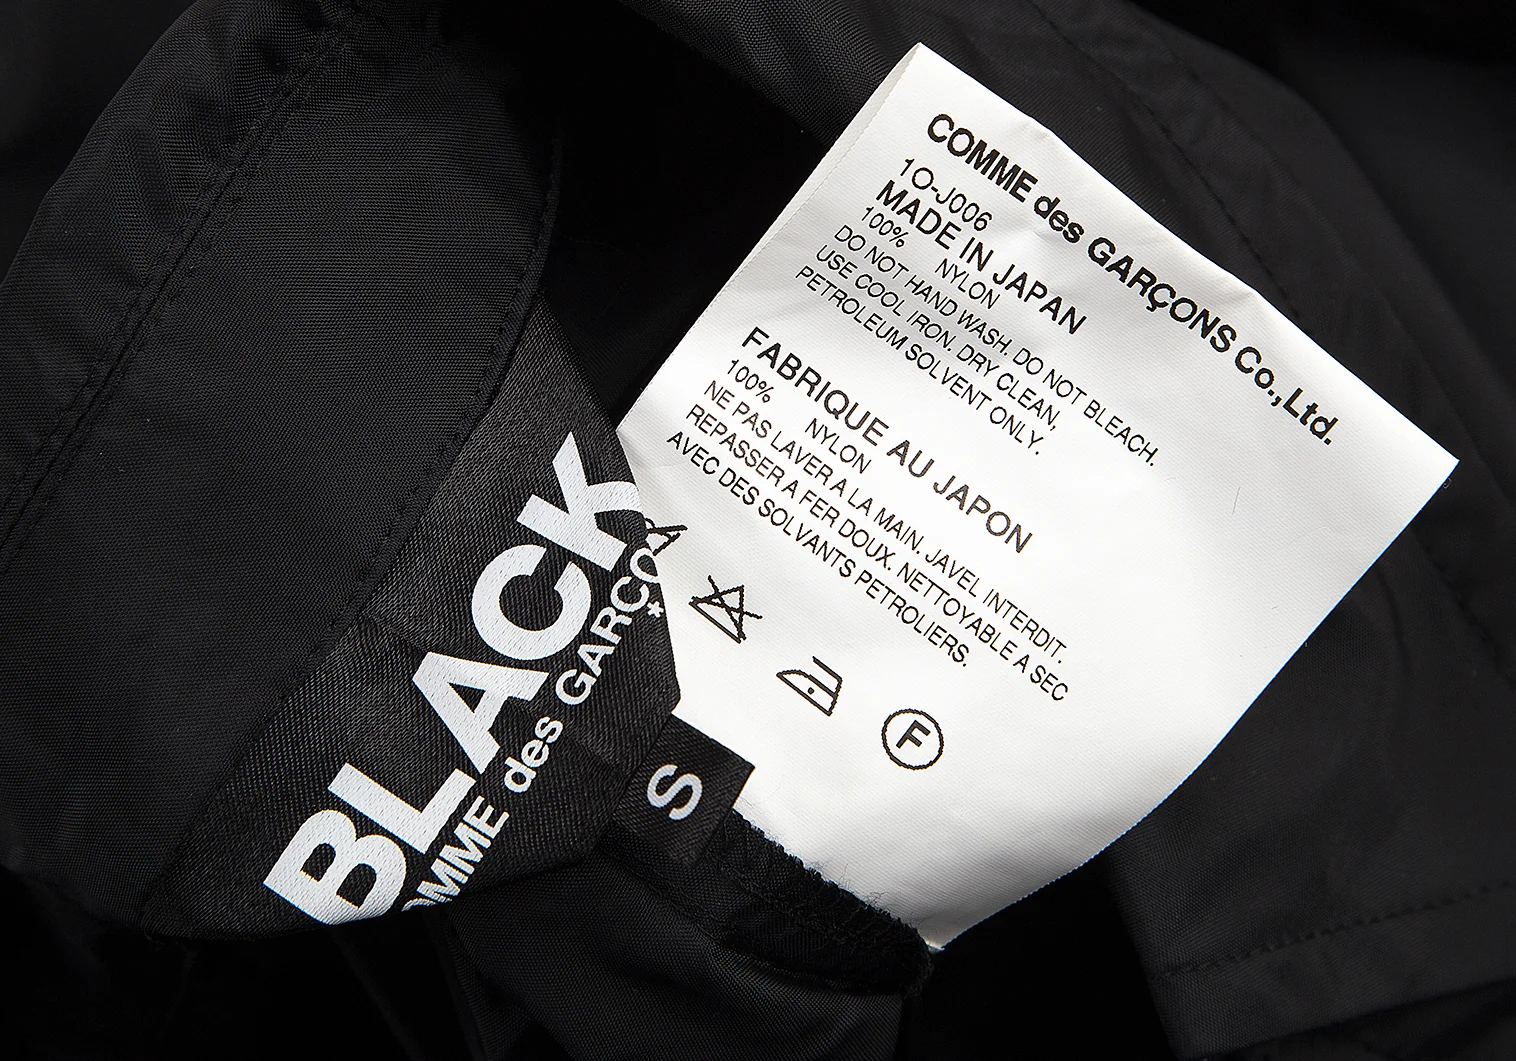 COMME des GARÇONS Co., Ltd.
1O-J006
MADE IN JAPAN
100% NYLON
DO NOT HAND WASH. DO NOT BLEACH.
USE COOL IRON. DRY CLEAN,
PETROLEUM SOLVENT ONLY.
FABRIQUE AU JAPON
100% NYLON
NE PAS LAVER A LA MAIN. JAVEL INTERDIT.
REPASSER A FER DOUX. NETTOYABLE A SEC
AVEC DES SOLVANTS PETROLIERS.
F
BLACK
OMME des GARÇO
*
S